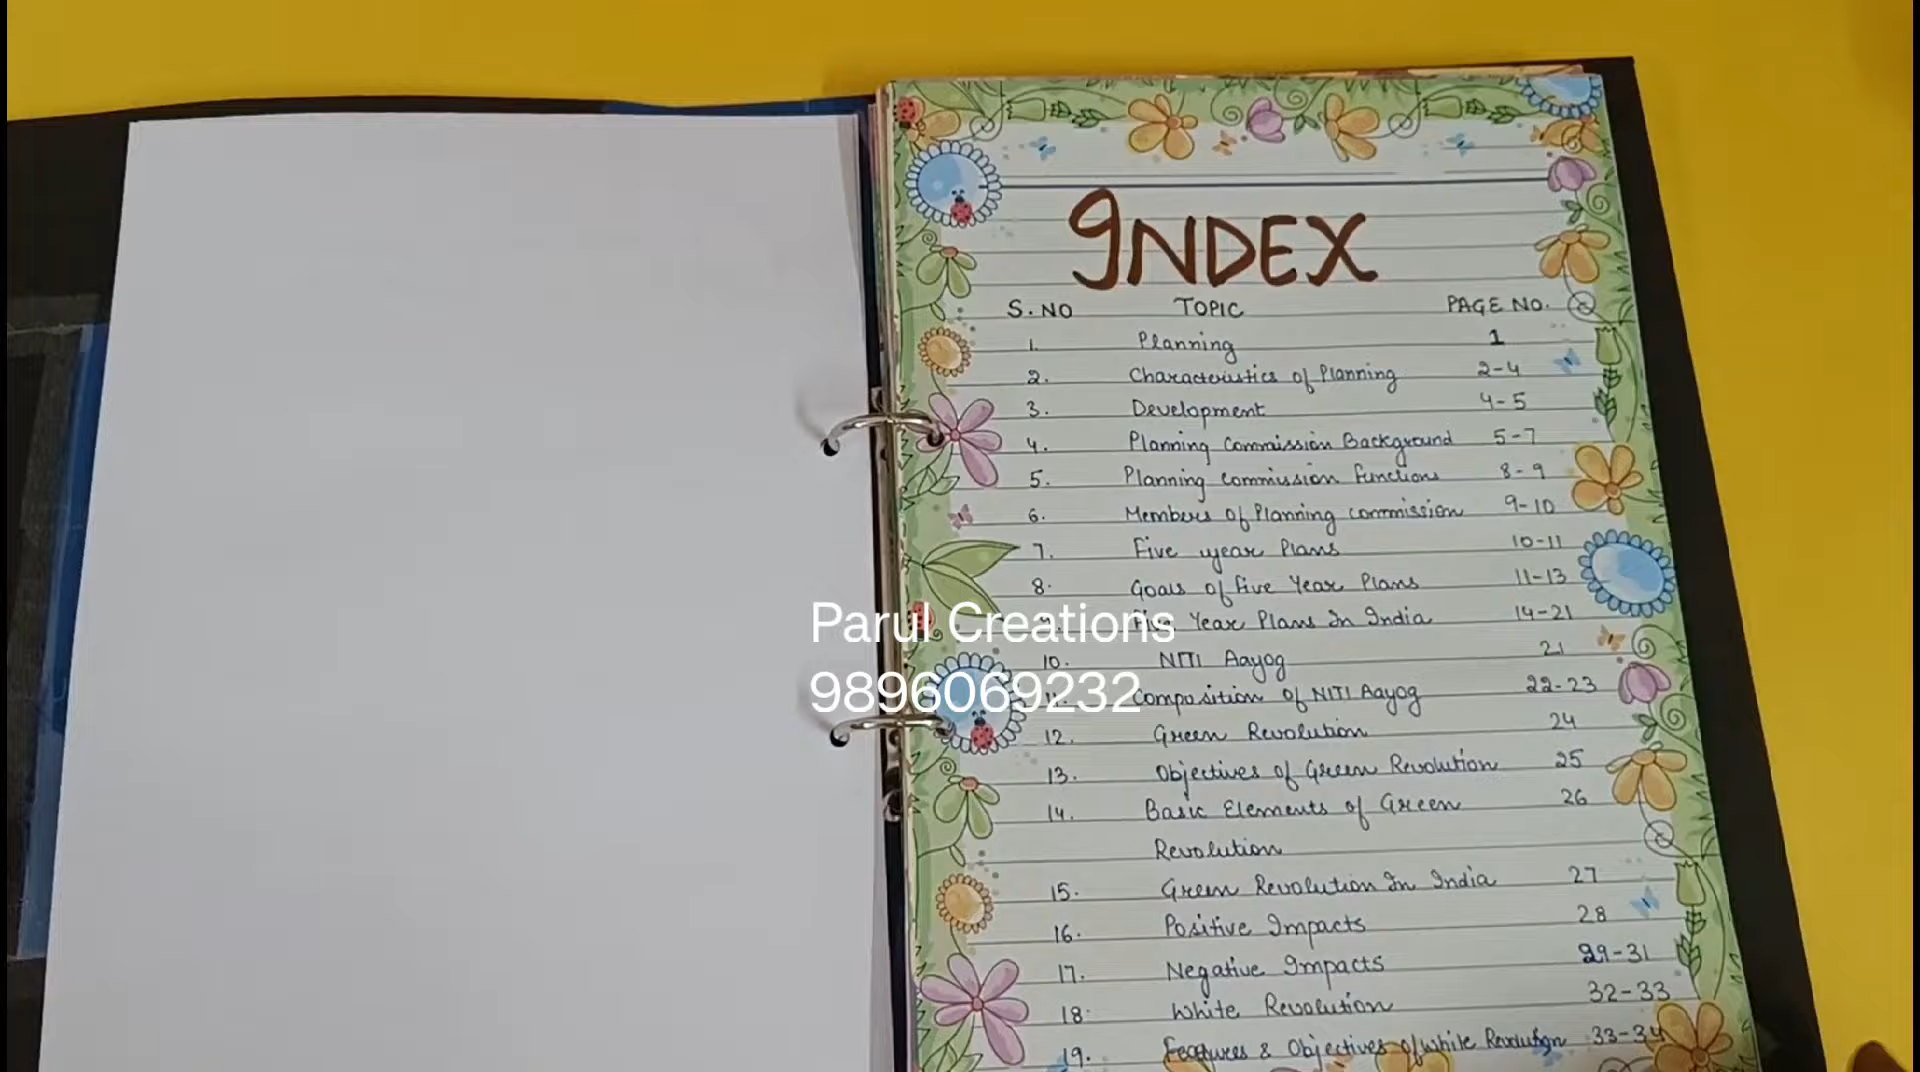 INDEX
S.NO TOPIC PAGE NO.
1. Planning 1
2. Characteristics of Planning 2-4
3. Development 4-5
4. Planning Commission Background 5-7
5. Planning commission functions 8-9
6. Members of Planning commission 9-10
7. Five year Plans 10-11
8. Goals of five Year Plans 11-13
9. Five Year Plans In India 14-21
10. NITI Aayog 21
11. Composition of NITI Aayog 22-23
12. Green Revolution 24
13. Objectives of Green Revolution 25
14. Basic Elements of Green 26
Revolution
15. Green Revolution In India 27
16. Positive Impacts 28
17. Negative Impacts 29-31
18. White Revolution 32-33
19. Features & Objectives of white Revolution 33-34
Parul Creations
9896069232